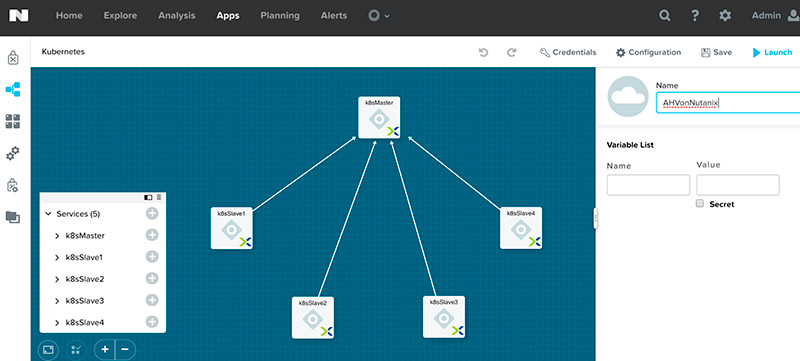 Home Explore Analysis Apps Planning Alerts ? Admin
Kubernetes Credentials Configuration Save Launch
Name
AHVonNutanix
Variable List
Name Value
Secret
k8sMaster
k8sSlave1 k8sSlave4
k8sSlave2 k8sSlave3
Services (5)
k8sMaster
k8sSlave1
k8sSlave2
k8sSlave3
k8sSlave4